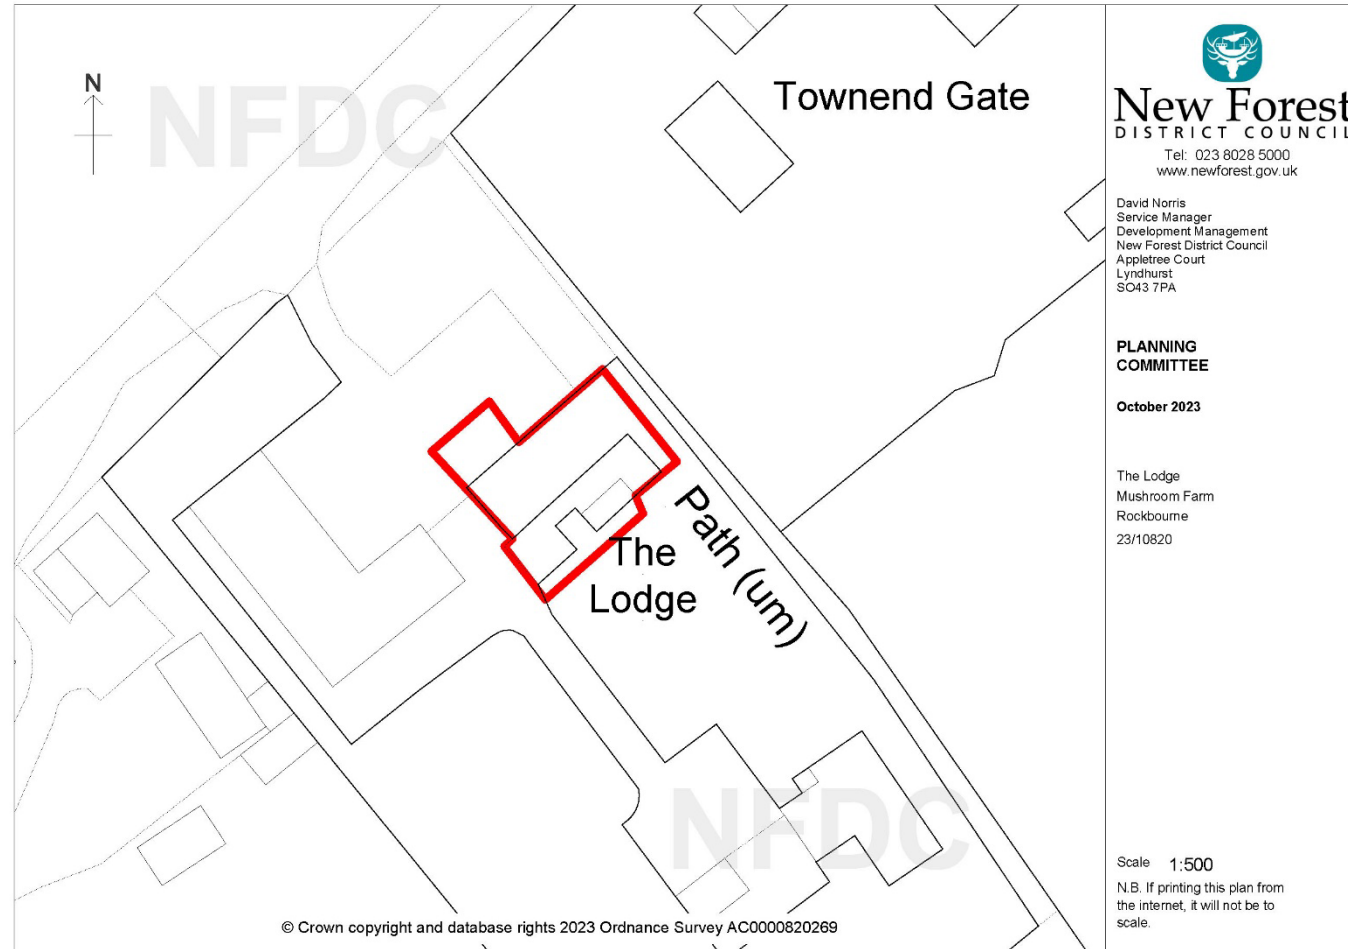 N
NFDC
Townend Gate
The
Lodge
Path (um)
NFDC
© Crown copyright and database rights 2023 Ordnance Survey AC0000820269
New Forest
DISTRICT COUNCIL
Tel: 023 8028 5000
www.newforest.gov.uk
David Norris
Service Manager
Development Management
New Forest District Council
Appletree Court
Lyndhurst
SO43 7PA
PLANNING
COMMITTEE
October 2023
The Lodge
Mushroom Farm
Rockbourne
23/10820
Scale 1:500
N.B. If printing this plan from
the internet, it will not be to
scale.